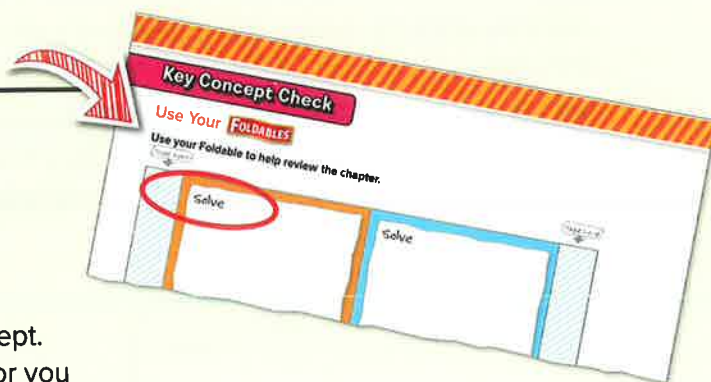 Key Concept Check
Use Your FOLDABLES
Use your Foldable to help review the chapter.
Solve
Solve
ept.
or you